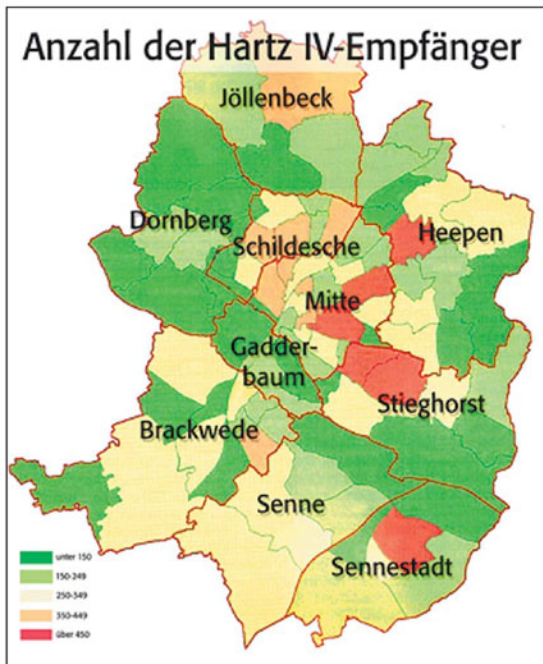 Anzahl der Hartz IV-Empfänger
Jöllenbeck
Dornberg
Schildesche
Heepen
Mitte
Gadder-
baum
Stieghorst
Brackwede
Senne
Sennestadt
unter 150
150-249
250-349
350-449
über 450